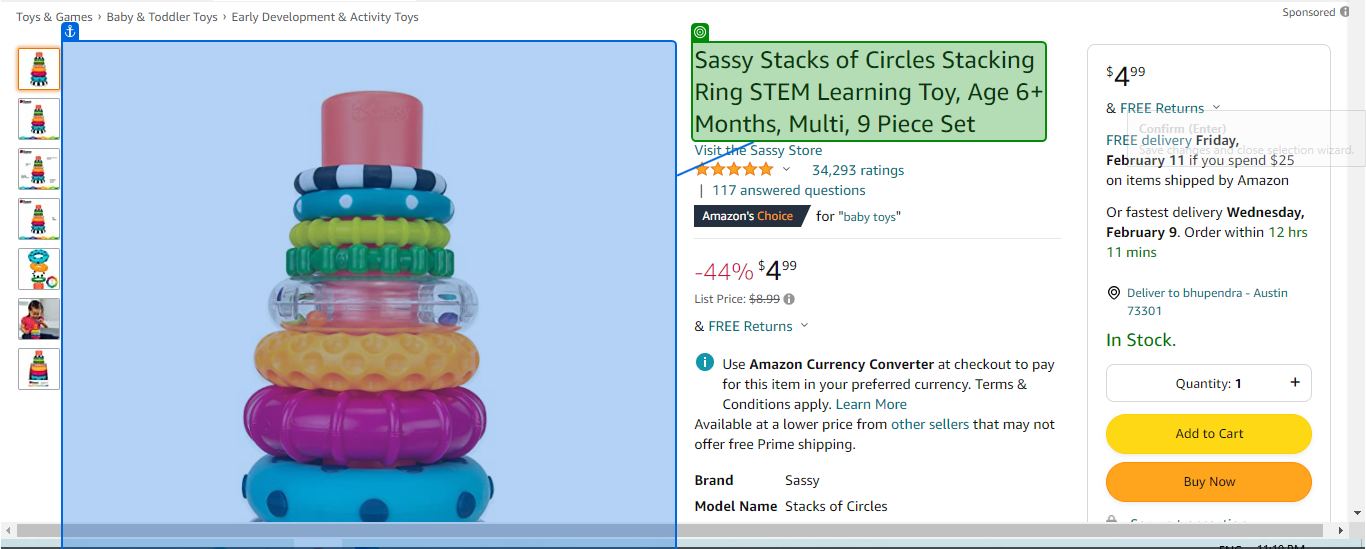 Toys & Games › Baby & Toddler Toys › Early Development & Activity Toys
Sponsored
Sassy Stacks of Circles Stacking
Ring STEM Learning Toy, Age 6+
Months, Multi, 9 Piece Set
Visit the Sassy Store
34,293 ratings
| 117 answered questions
Amazon's Choice for "baby toys"
-44% $499
List Price: $8.99
& FREE Returns
Use Amazon Currency Converter at checkout to pay
for this item in your preferred currency. Terms &
Conditions apply. Learn More
Available at a lower price from other sellers that may not
offer free Prime shipping.
Brand Sassy
Model Name Stacks of Circles
$499
& FREE Returns
Confirm (Enter)
Save changes and close selection wizard.
FREE delivery Friday,
February 11 if you spend $25
on items shipped by Amazon
Or fastest delivery Wednesday,
February 9. Order within 12 hrs
11 mins
Deliver to bhupendra - Austin
73301
In Stock.
Quantity: 1 +
Add to Cart
Buy Now